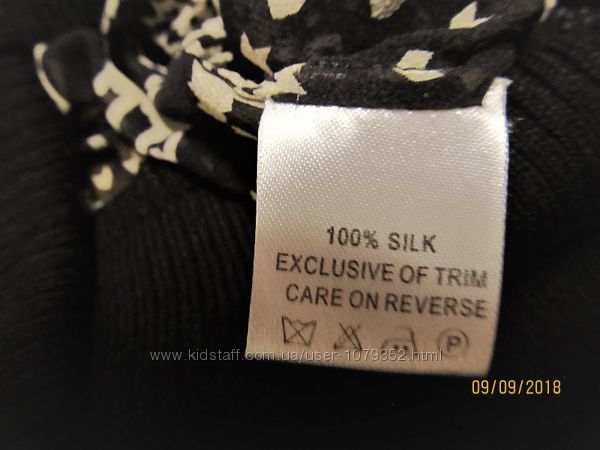 100% SILK
EXCLUSIVE OF TRIM
CARE ON REVERSE
P
www.kidstaff.com.ua/user-1079352.html
09/09/2018